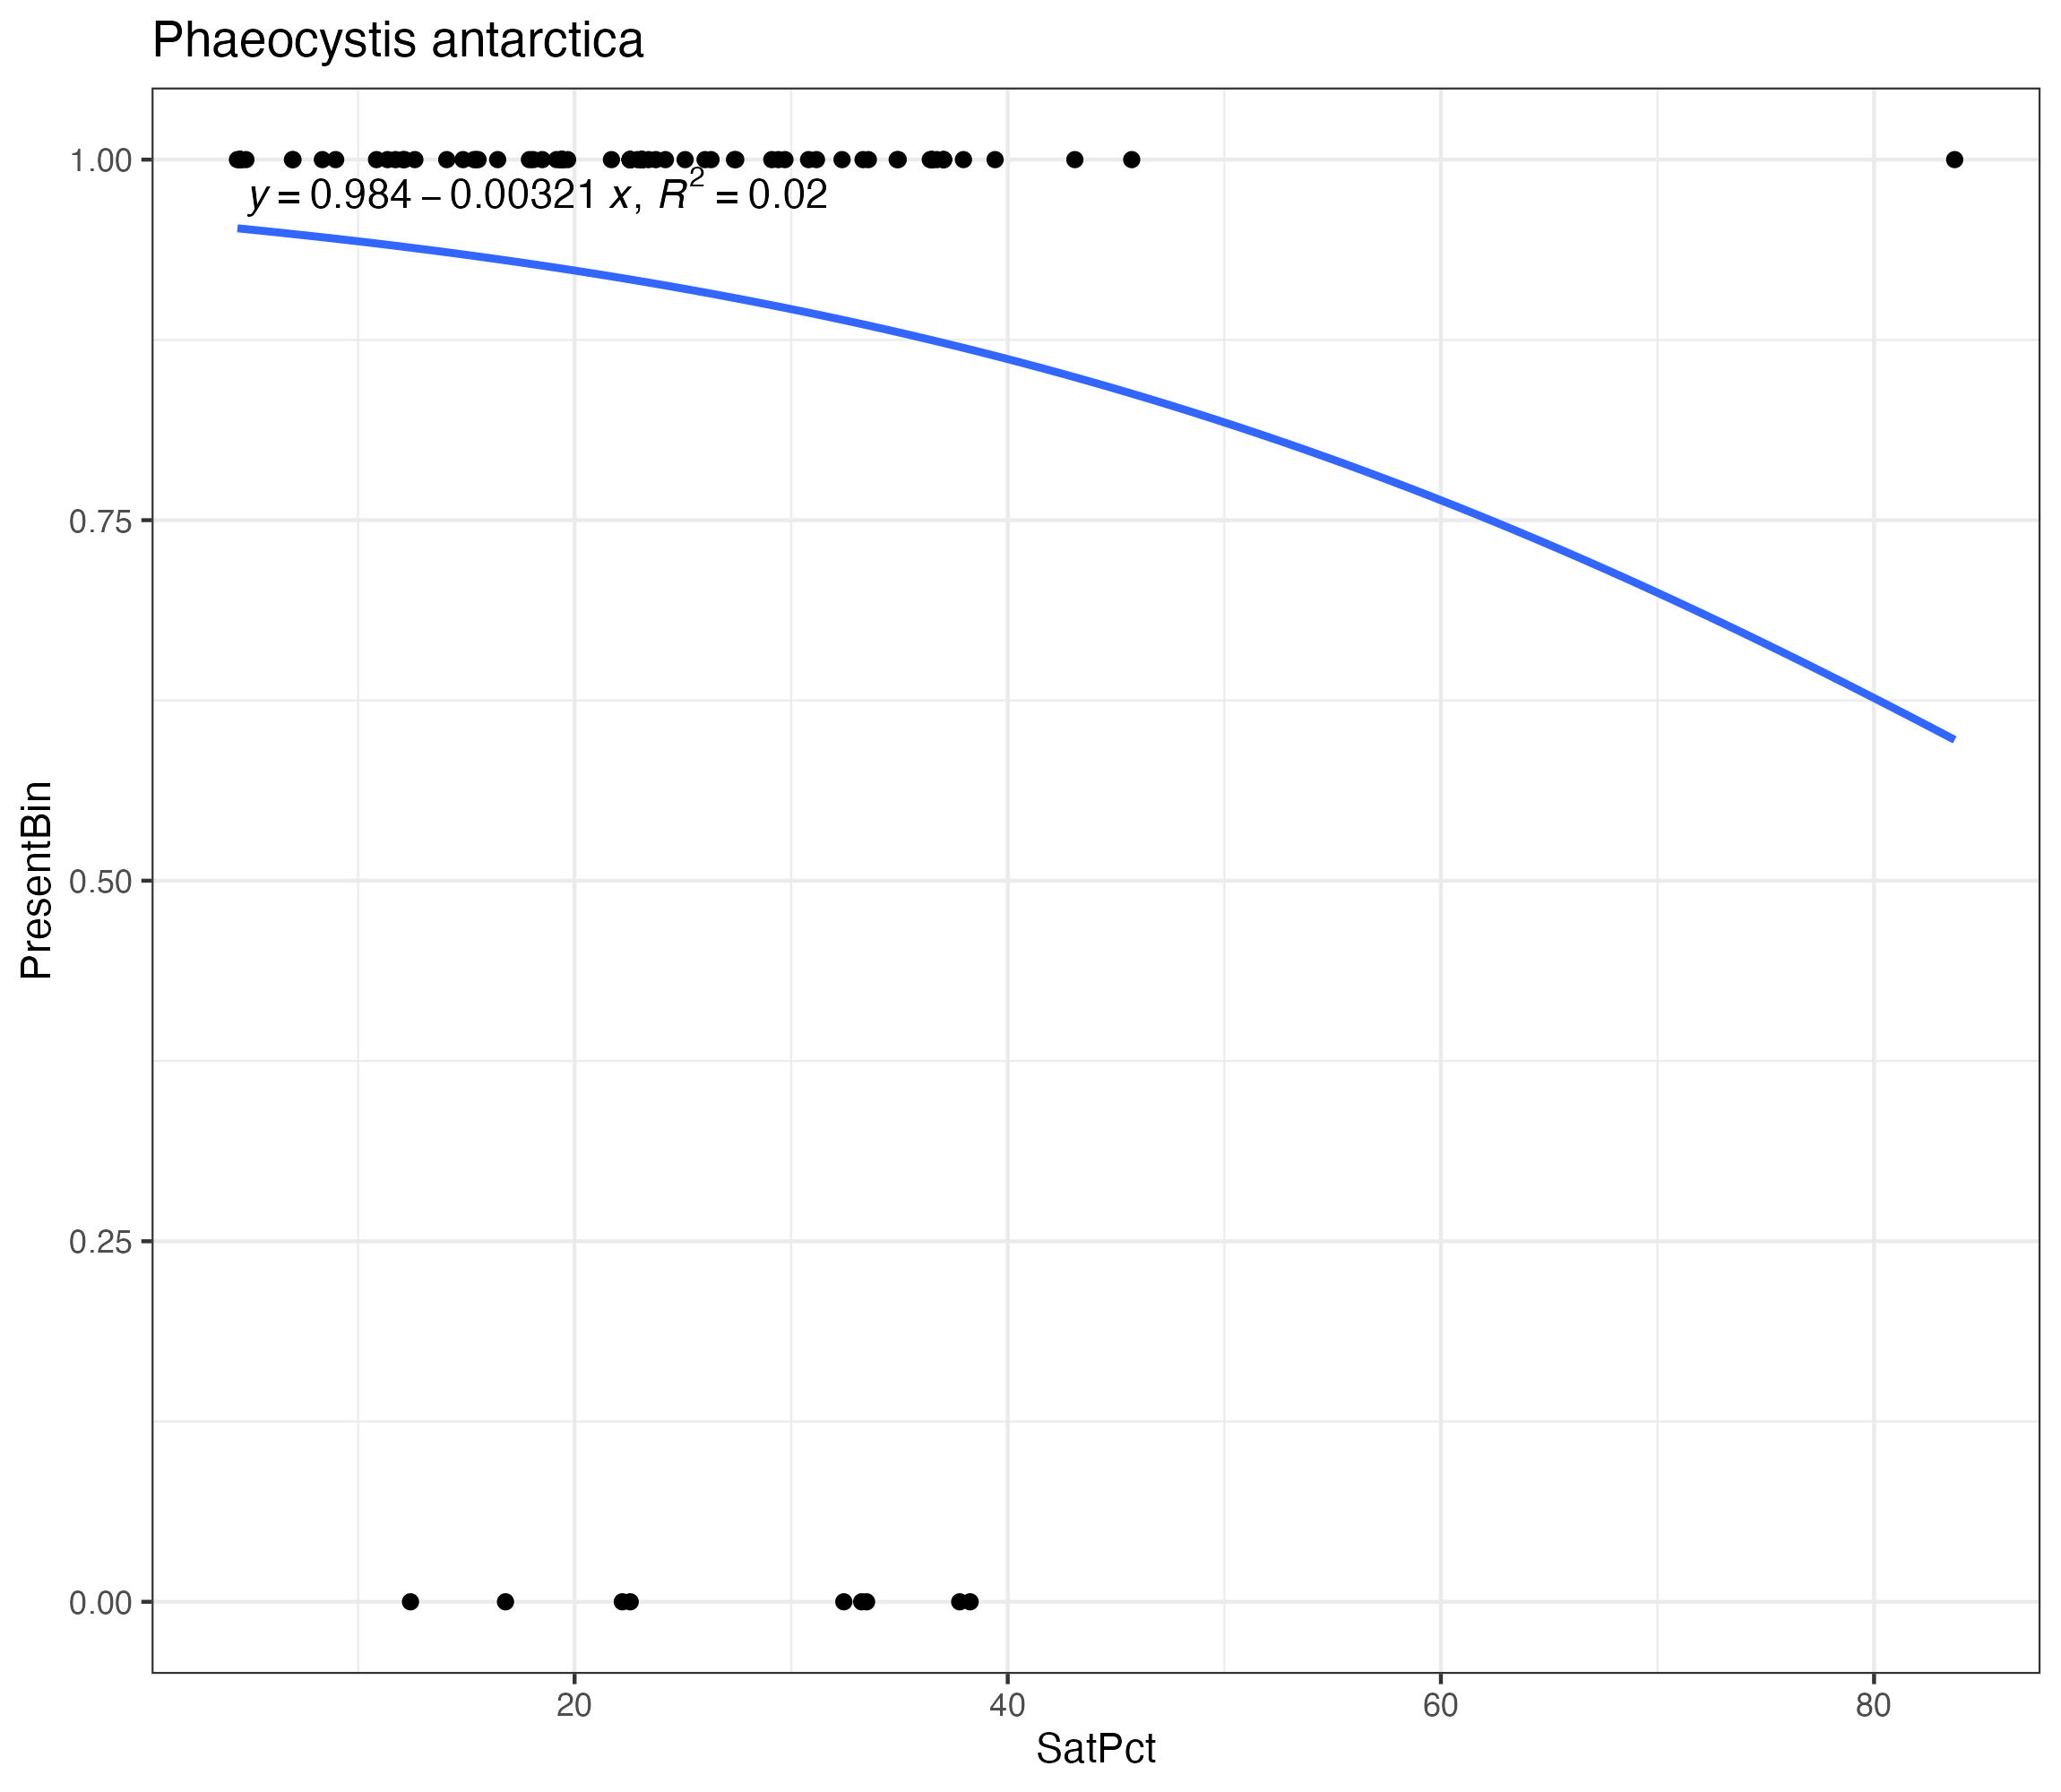 Phaeocystis antarctica
1.00
y = 0.984 − 0.00321 x, R² = 0.02
0.75
0.50
0.25
0.00
PresentBin
20 40 60 80
SatPct